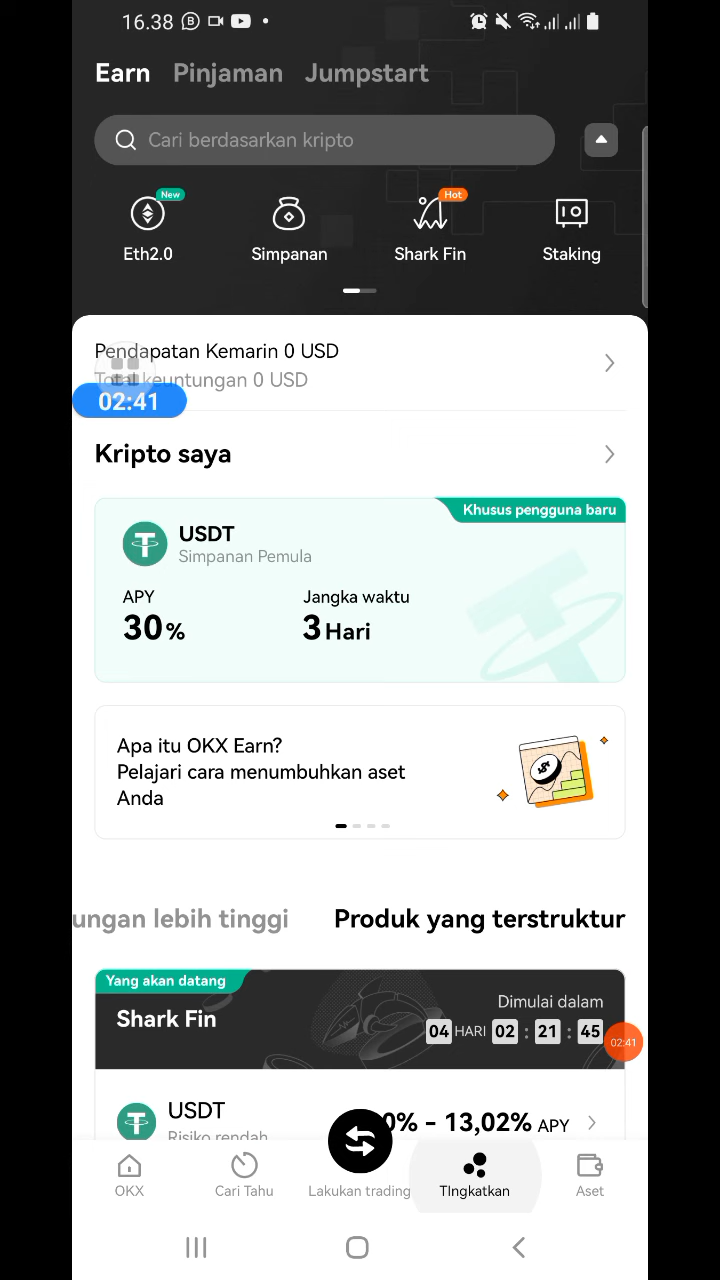 16.38
Earn Pinjaman Jumpstart
Cari berdasarkan kripto
New
Hot
Eth2.0 Simpanan Shark Fin Staking
Pendapatan Kemarin 0 USD
Total keuntungan 0 USD
02:41
Kripto saya
Khusus pengguna baru
USDT
Simpanan Pemula
APY Jangka waktu
30% 3 Hari
Apa itu OKX Earn?
Pelajari cara menumbuhkan aset
Anda
ungan lebih tinggi Produk yang terstruktur
Yang akan datang
Dimulai dalam
Shark Fin
04 HARI 02 : 21 : 45
02:41
USDT
0% - 13,02% APY
Risiko rendah
OKX Cari Tahu Lakukan trading TIngkatkan Aset